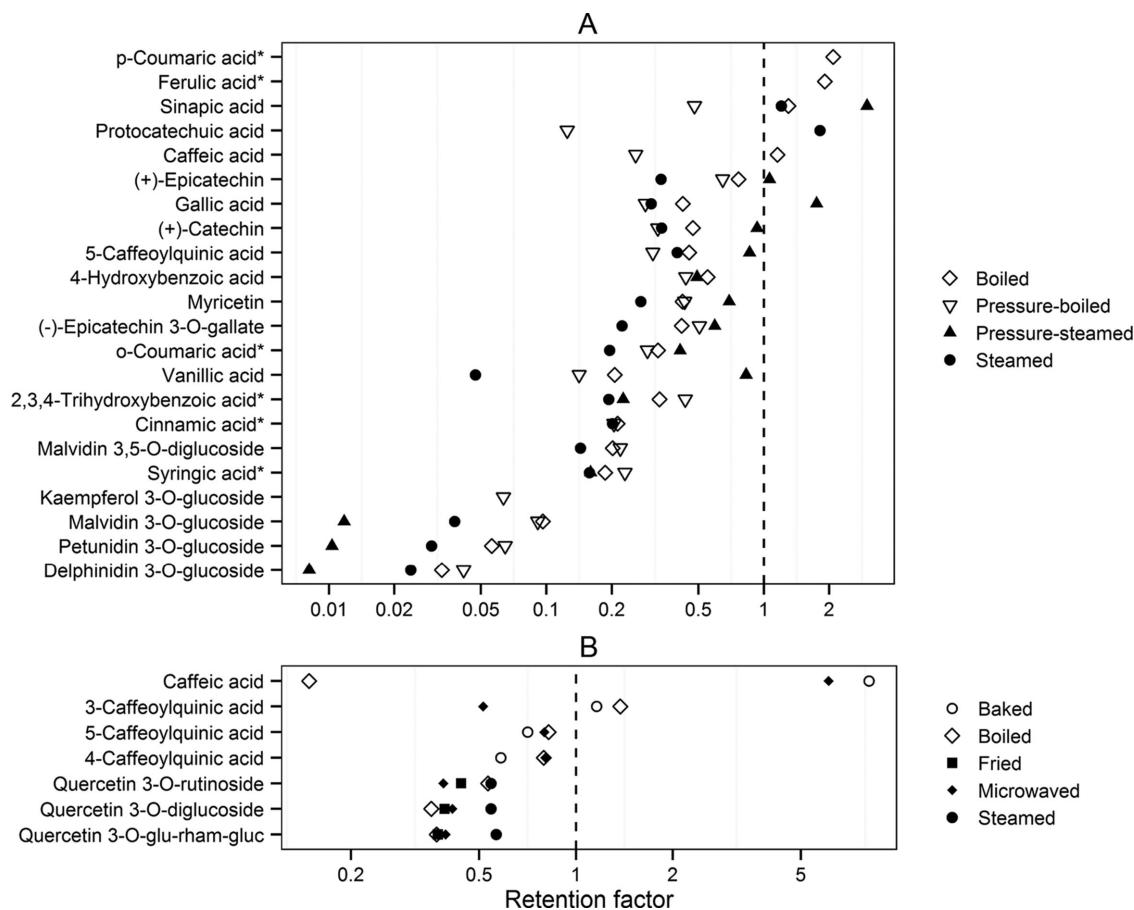 A
p-Coumaric acid*
Ferulic acid*
Sinapic acid
Protocatechuic acid
Caffeic acid
(+)-Epicatechin
Gallic acid
(+)-Catechin
5-Caffeoylquinic acid
4-Hydroxybenzoic acid
Myricetin
(-)-Epicatechin 3-O-gallate
o-Coumaric acid*
Vanillic acid
2,3,4-Trihydroxybenzoic acid*
Cinnamic acid*
Malvidin 3,5-O-diglucoside
Syringic acid*
Kaempferol 3-O-glucoside
Malvidin 3-O-glucoside
Petunidin 3-O-glucoside
Delphinidin 3-O-glucoside
0.01 0.02 0.05 0.1 0.2 0.5 1 2
Boiled
Pressure-boiled
Pressure-steamed
Steamed
B
Caffeic acid
3-Caffeoylquinic acid
5-Caffeoylquinic acid
4-Caffeoylquinic acid
Quercetin 3-O-rutinoside
Quercetin 3-O-diglucoside
Quercetin 3-O-glu-rham-gluc
0.2 0.5 1 2 5
Retention factor
Baked
Boiled
Fried
Microwaved
Steamed